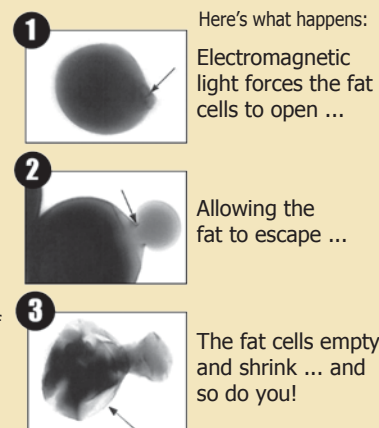 Here's what happens:
1
Electromagnetic
light forces the fat
cells to open ...
2
Allowing the
fat to escape ...
3
The fat cells empty
and shrink ... and
so do you!